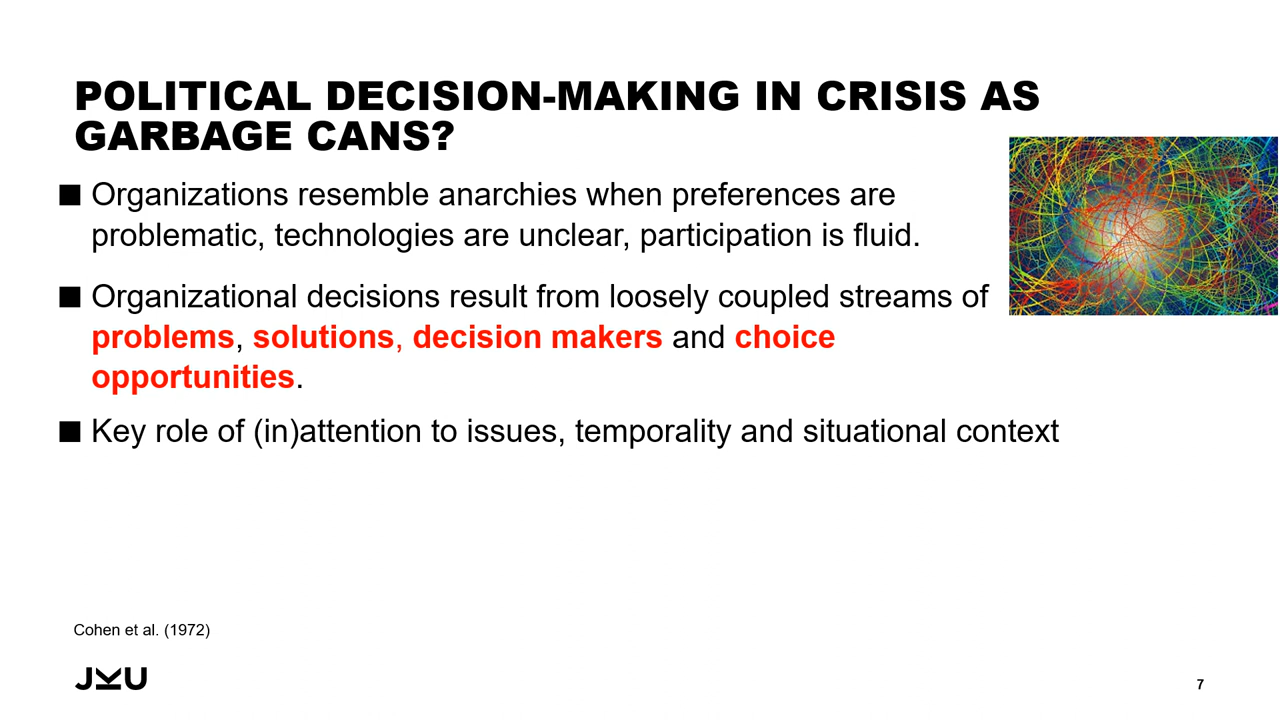 POLITICAL DECISION-MAKING IN CRISIS AS
GARBAGE CANS?
■ Organizations resemble anarchies when preferences are
problematic, technologies are unclear, participation is fluid.
■ Organizational decisions result from loosely coupled streams of
problems, solutions, decision makers and choice
opportunities.
■ Key role of (in)attention to issues, temporality and situational context
Cohen et al. (1972)
JKU
7